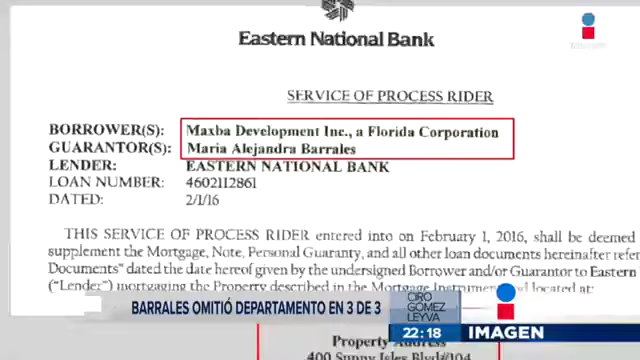 Eastern National Bank
SERVICE OF PROCESS RIDER
BORROWER(S): Maxba Development Inc., a Florida Corporation
GUARANTOR(S): Maria Alejandra Barrales
LENDER: EASTERN NATIONAL BANK
LOAN NUMBER: 4602112861
DATED: 2/1/16
THIS SERVICE OF PROCESS RIDER entered into on February 1, 2016, shall be deemed
supplement the Mortgage, Note, Personal Guaranty, and all other loan documents hereinafter refer
Documents" dated the date hereof given by the undersigned Borrower and/or Guarantor to Eastern
("Lender") mortgaging the Property described in the Mortgage Instrument and located at:
BARRALES OMITIÓ DEPARTAMENTO EN 3 DE 3
CIRO
GÓMEZ
LEYVA
22:18
IMAGEN
Property Address
400 Sunny Isles Blvd#104